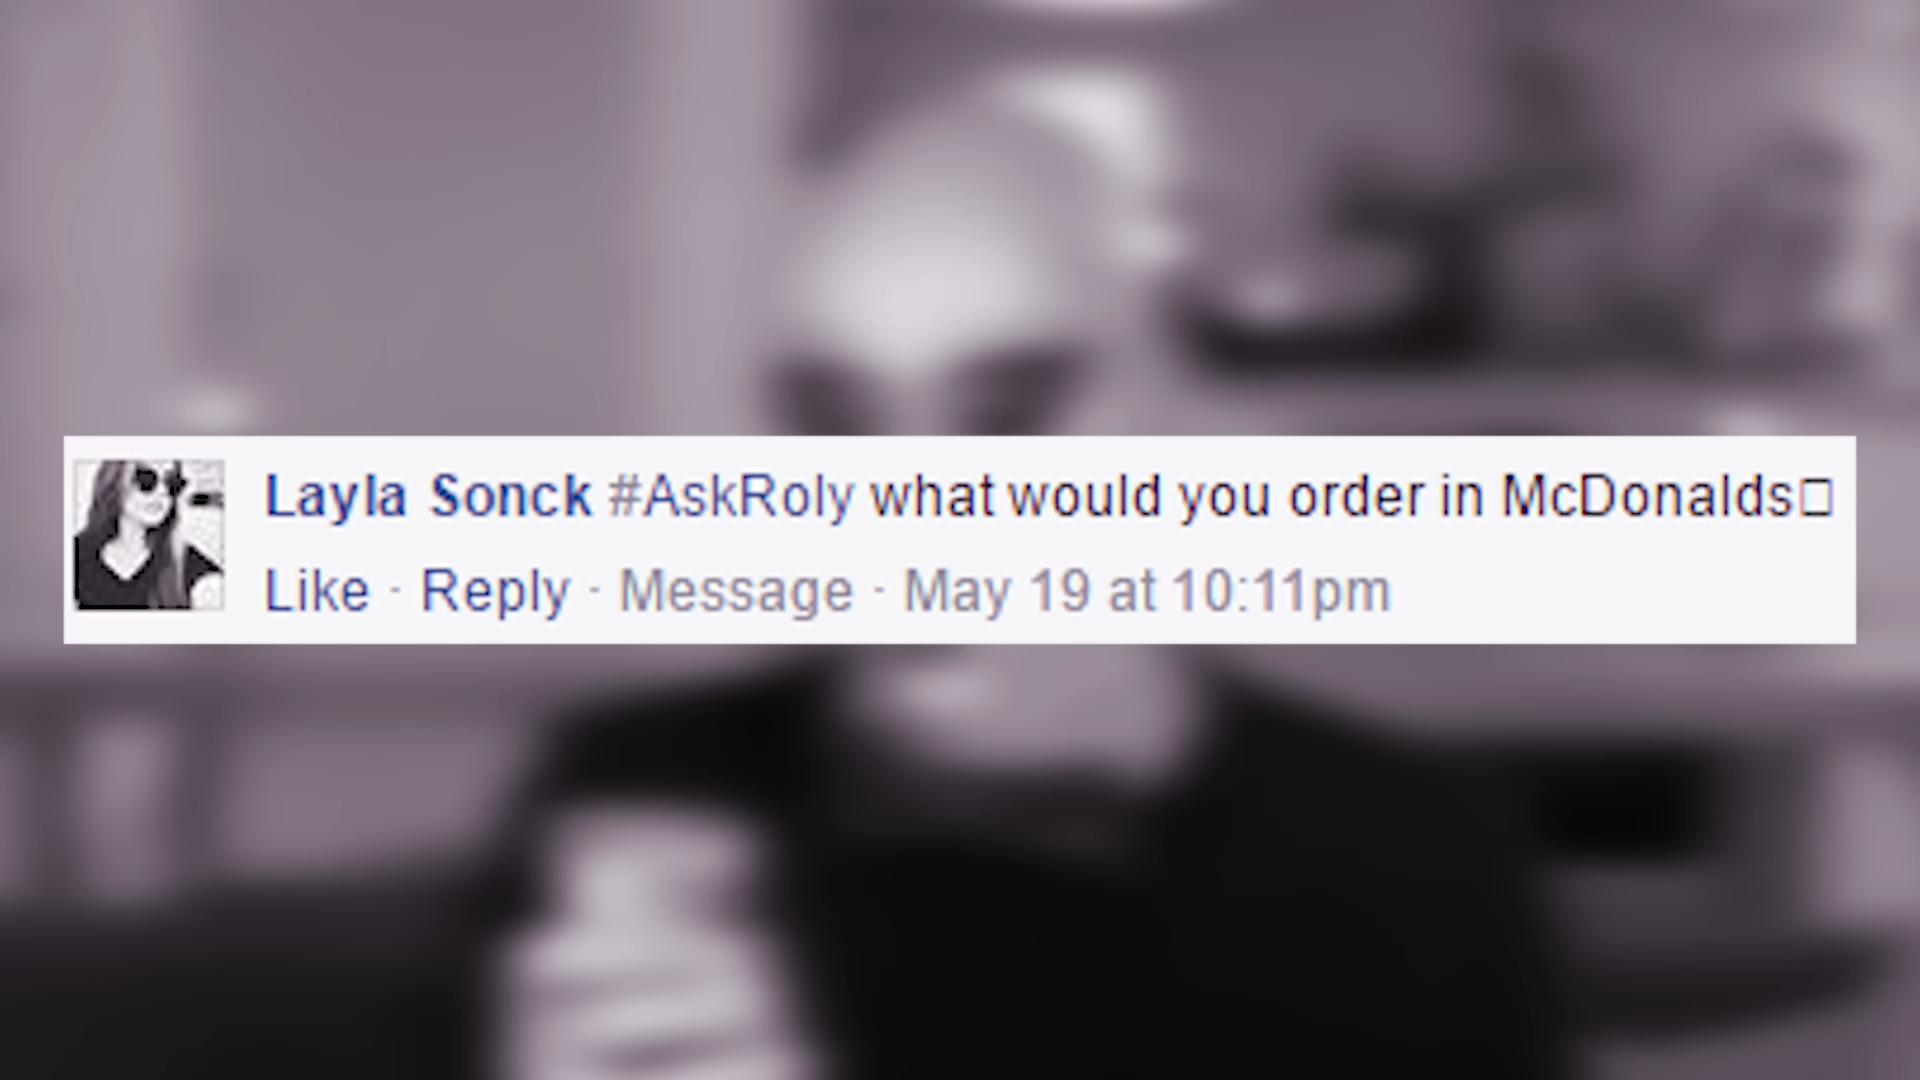 Layla Sonck #AskRoly what would you order in McDonalds□
Like · Reply · Message · May 19 at 10:11pm